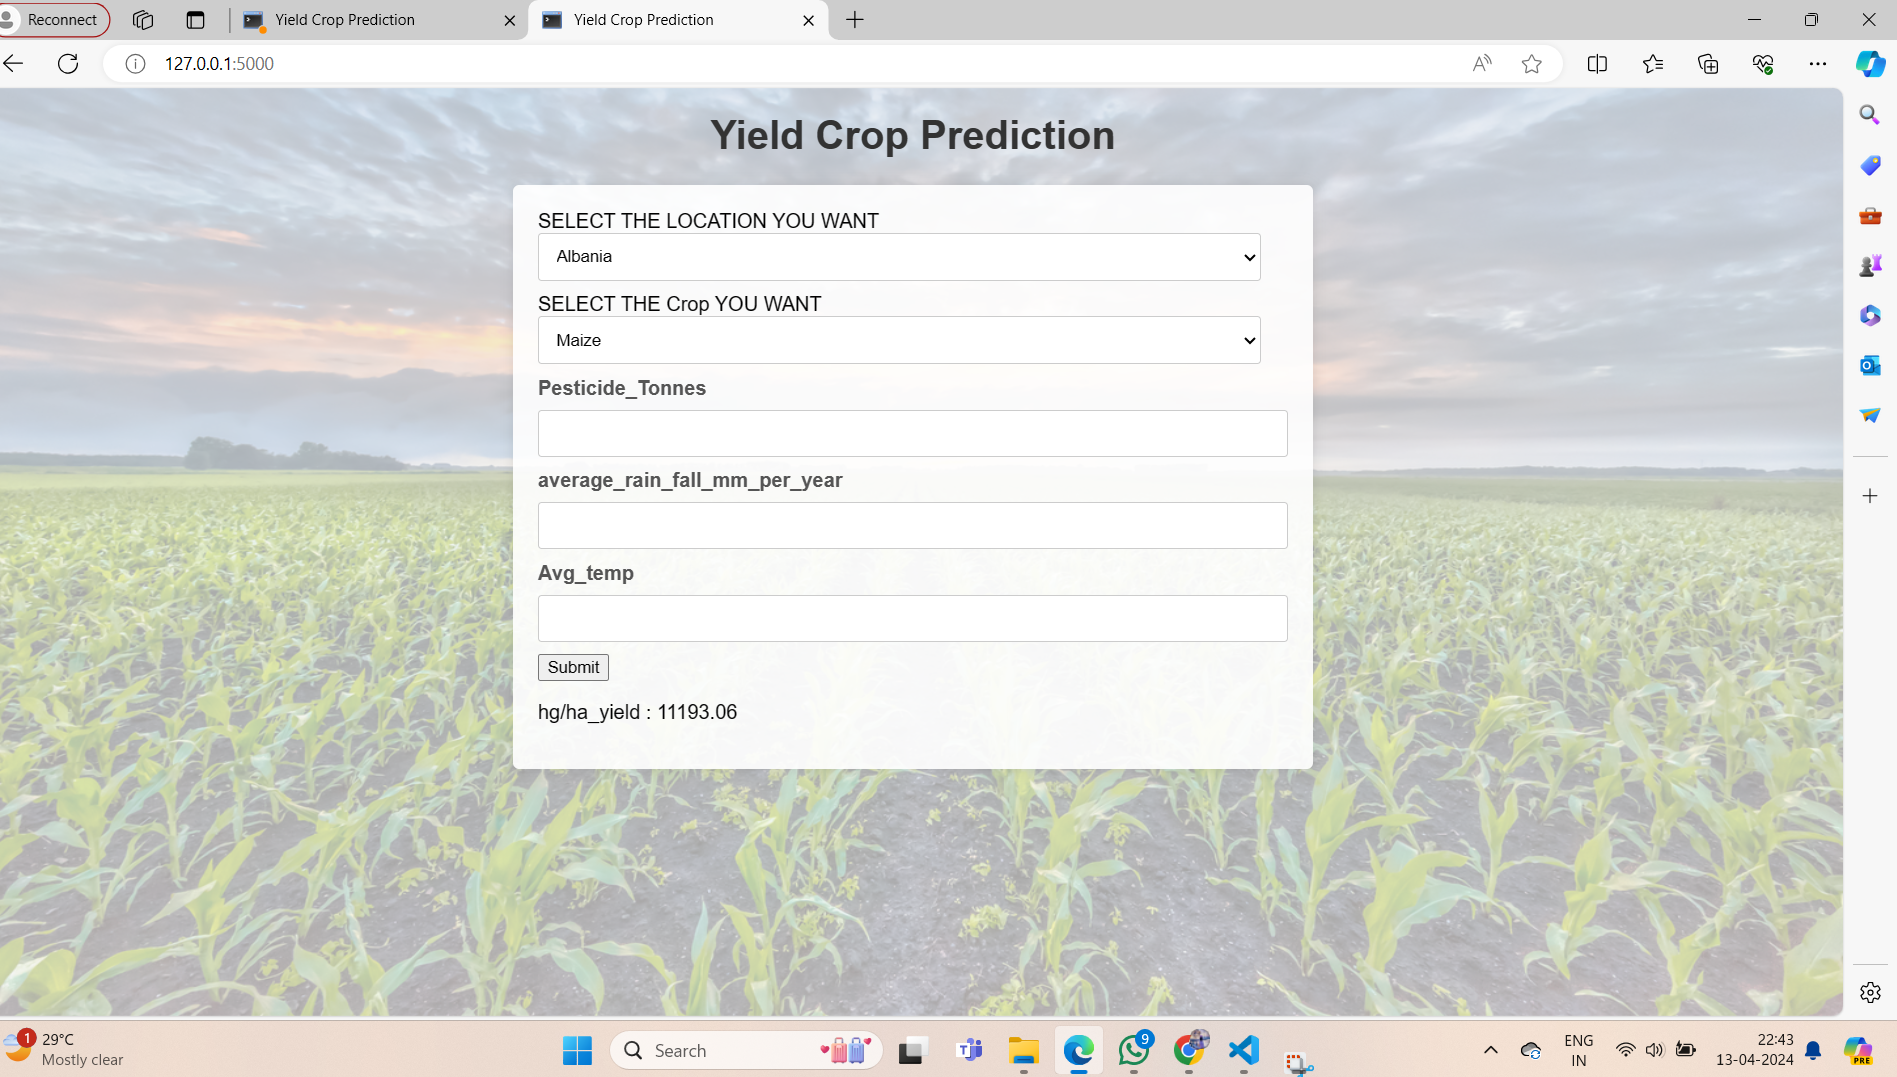 Reconnect
Yield Crop Prediction
Yield Crop Prediction
127.0.0.1:5000
Yield Crop Prediction
SELECT THE LOCATION YOU WANT
Albania
SELECT THE Crop YOU WANT
Maize
Pesticide_Tonnes
average_rain_fall_mm_per_year
Avg_temp
Submit
hg/ha_yield : 11193.06
1
29°C
Mostly clear
Search
9
ENG
IN
22:43
13-04-2024
PRE